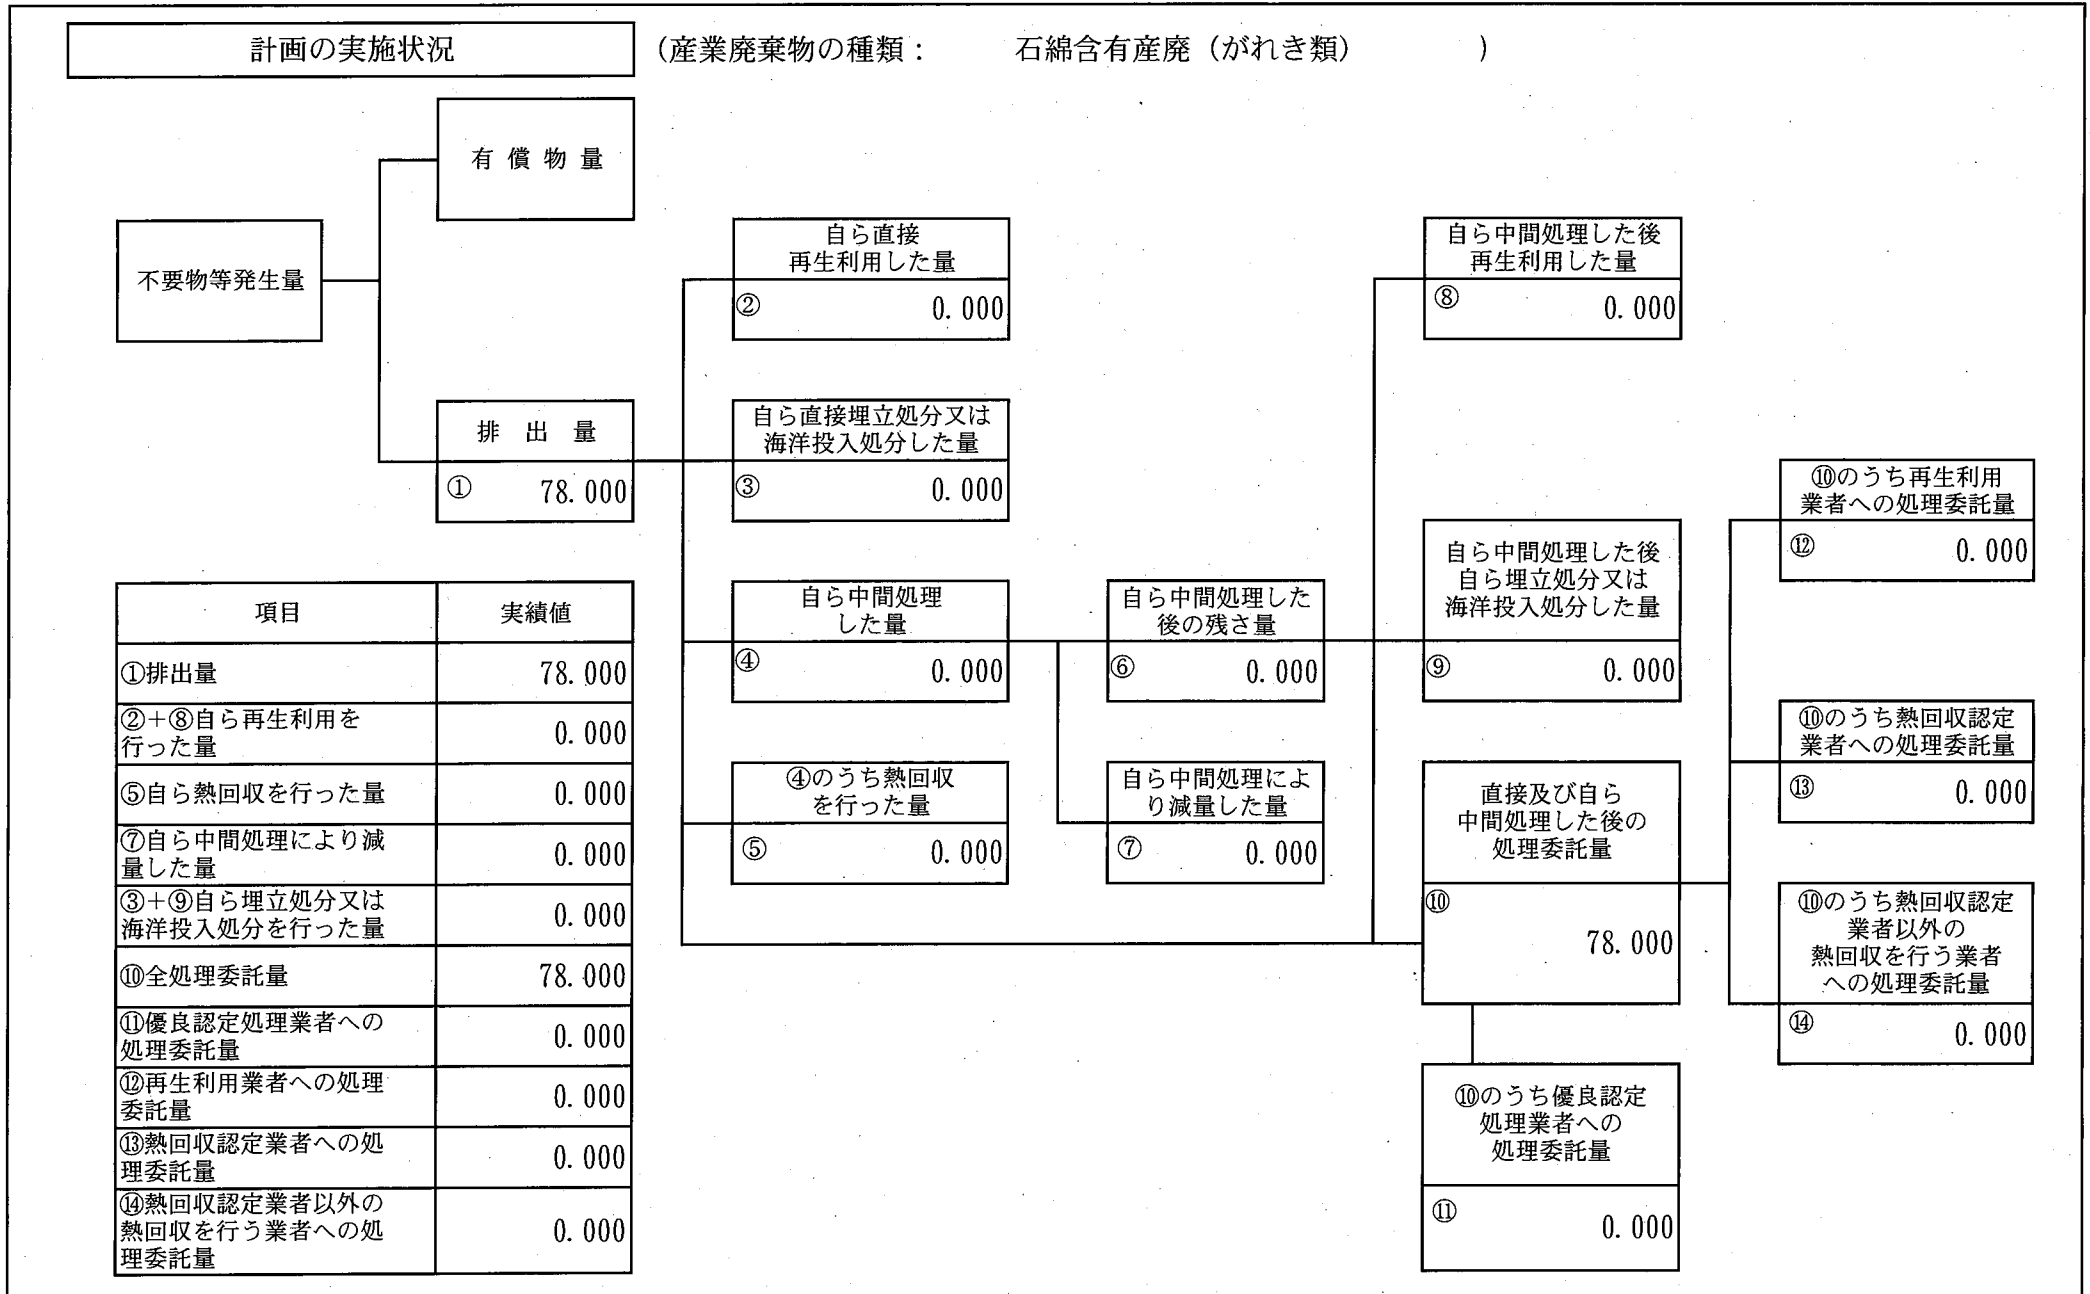 計画の実施状況
(産業廃棄物の種類： 石綿含有産廃（がれき類） )
有償物量
不要物等発生量
排出量
① 78.000
自ら直接
再生利用した量
② 0.000
自ら直接埋立処分又は
海洋投入処分した量
③ 0.000
自ら中間処理
した量
④ 0.000
④のうち熱回収
を行った量
⑤ 0.000
自ら中間処理した
後の残さ量
⑥ 0.000
自ら中間処理によ
り減量した量
⑦ 0.000
自ら中間処理した後
再生利用した量
⑧ 0.000
自ら中間処理した後
自ら埋立処分又は
海洋投入処分した量
⑨ 0.000
直接及び自ら
中間処理した後の
処理委託量
⑩
78.000
⑩のうち優良認定
処理業者への
処理委託量
⑪ 0.000
⑩のうち再生利用
業者への処理委託量
⑫ 0.000
⑩のうち熱回収認定
業者への処理委託量
⑬ 0.000
⑩のうち熱回収認定
業者以外の
熱回収を行う業者
への処理委託量
⑭ 0.000
項目 実績値
①排出量 78.000
②＋⑧自ら再生利用を
行った量 0.000
⑤自ら熱回収を行った量 0.000
⑦自ら中間処理により減
量した量 0.000
③＋⑨自ら埋立処分又は
海洋投入処分を行った量 0.000
⑩全処理委託量 78.000
⑪優良認定処理業者への
処理委託量 0.000
⑫再生利用業者への処理
委託量 0.000
⑬熱回収認定業者への処
理委託量 0.000
⑭熱回収認定業者以外の
熱回収を行う業者への処
理委託量 0.000